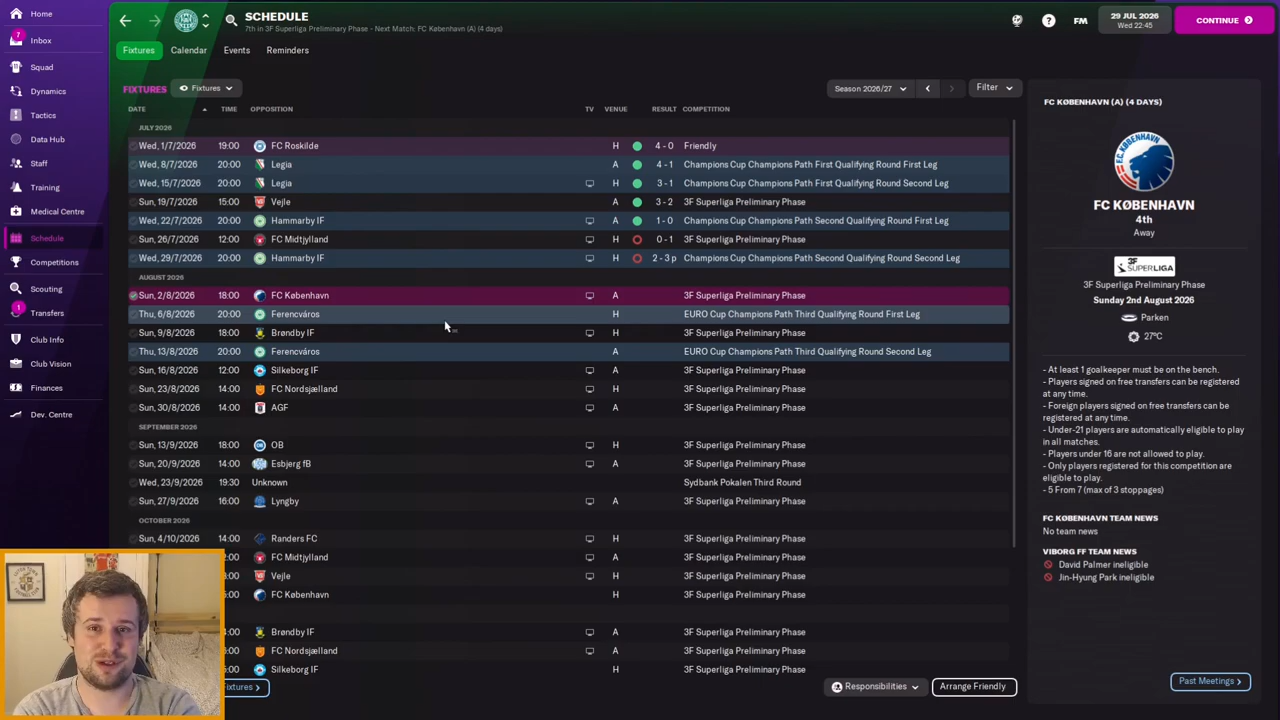 Home
7
Inbox
Squad
Dynamics
Tactics
Data Hub
Staff
Training
Medical Centre
Schedule
Competitions
Scouting
1
Transfers
Club Info
Club Vision
Finances
Dev. Centre
SCHEDULE
7th in 3F Superliga Preliminary Phase - Next Match: FC København (A) (4 days)
FM
29 JUL 2026
Wed 22:45
CONTINUE
Fixtures Calendar Events Reminders
FIXTURES Fixtures Season 2026/27 Filter
DATE TIME OPPOSITION TV VENUE RESULT COMPETITION
JULY 2026
Wed, 1/7/2026 19:00 FC Roskilde H 4 - 0 Friendly
Wed, 8/7/2026 20:00 Legia A 4 - 1 Champions Cup Champions Path First Qualifying Round First Leg
Wed, 15/7/2026 20:00 Legia H 3 - 1 Champions Cup Champions Path First Qualifying Round Second Leg
Sun, 19/7/2026 15:00 Vejle A 3 - 2 3F Superliga Preliminary Phase
Wed, 22/7/2026 20:00 Hammarby IF A 1 - 0 Champions Cup Champions Path Second Qualifying Round First Leg
Sun, 26/7/2026 12:00 FC Midtjylland H 0 - 1 3F Superliga Preliminary Phase
Wed, 29/7/2026 20:00 Hammarby IF H 2 - 3 p Champions Cup Champions Path Second Qualifying Round Second Leg
AUGUST 2026
Sun, 2/8/2026 18:00 FC København A 3F Superliga Preliminary Phase
Thu, 6/8/2026 20:00 Ferencváros H EURO Cup Champions Path Third Qualifying Round First Leg
Sun, 9/8/2026 18:00 Brøndby IF H 3F Superliga Preliminary Phase
Thu, 13/8/2026 20:00 Ferencváros A EURO Cup Champions Path Third Qualifying Round Second Leg
Sun, 16/8/2026 12:00 Silkeborg IF A 3F Superliga Preliminary Phase
Sun, 23/8/2026 14:00 FC Nordsjælland H 3F Superliga Preliminary Phase
Sun, 30/8/2026 14:00 AGF A 3F Superliga Preliminary Phase
SEPTEMBER 2026
Sun, 13/9/2026 18:00 OB H 3F Superliga Preliminary Phase
Sun, 20/9/2026 14:00 Esbjerg fB A 3F Superliga Preliminary Phase
Wed, 23/9/2026 19:30 Unknown Sydbank Pokalen Third Round
Sun, 27/9/2026 16:00 Lyngby A 3F Superliga Preliminary Phase
OCTOBER 2026
Sun, 4/10/2026 14:00 Randers FC H 3F Superliga Preliminary Phase
FC Midtjylland A 3F Superliga Preliminary Phase
Vejle H 3F Superliga Preliminary Phase
FC København H 3F Superliga Preliminary Phase
Brøndby IF A 3F Superliga Preliminary Phase
FC Nordsjælland A 3F Superliga Preliminary Phase
Silkeborg IF H 3F Superliga Preliminary Phase
Fixtures Responsibilities Arrange Friendly
FC KØBENHAVN (A) (4 DAYS)
F.C. KØBENHAVN
FC KØBENHAVN
4th
Away
3F SUPERLIGA
3F Superliga Preliminary Phase
Sunday 2nd August 2026
Parken
27°C
- At least 1 goalkeeper must be on the bench.
- Players signed on free transfers can be registered
at any time.
- Foreign players signed on free transfers can be
registered at any time.
- Under-21 players are automatically eligible to play
in all matches.
- Players under 16 are not allowed to play.
- Only players registered for this competition are
eligible to play.
- 5 From 7 (max of 3 stoppages)
FC KØBENHAVN TEAM NEWS
No team news
VIBORG FF TEAM NEWS
David Palmer ineligible
Jin-Hyung Park ineligible
Past Meetings